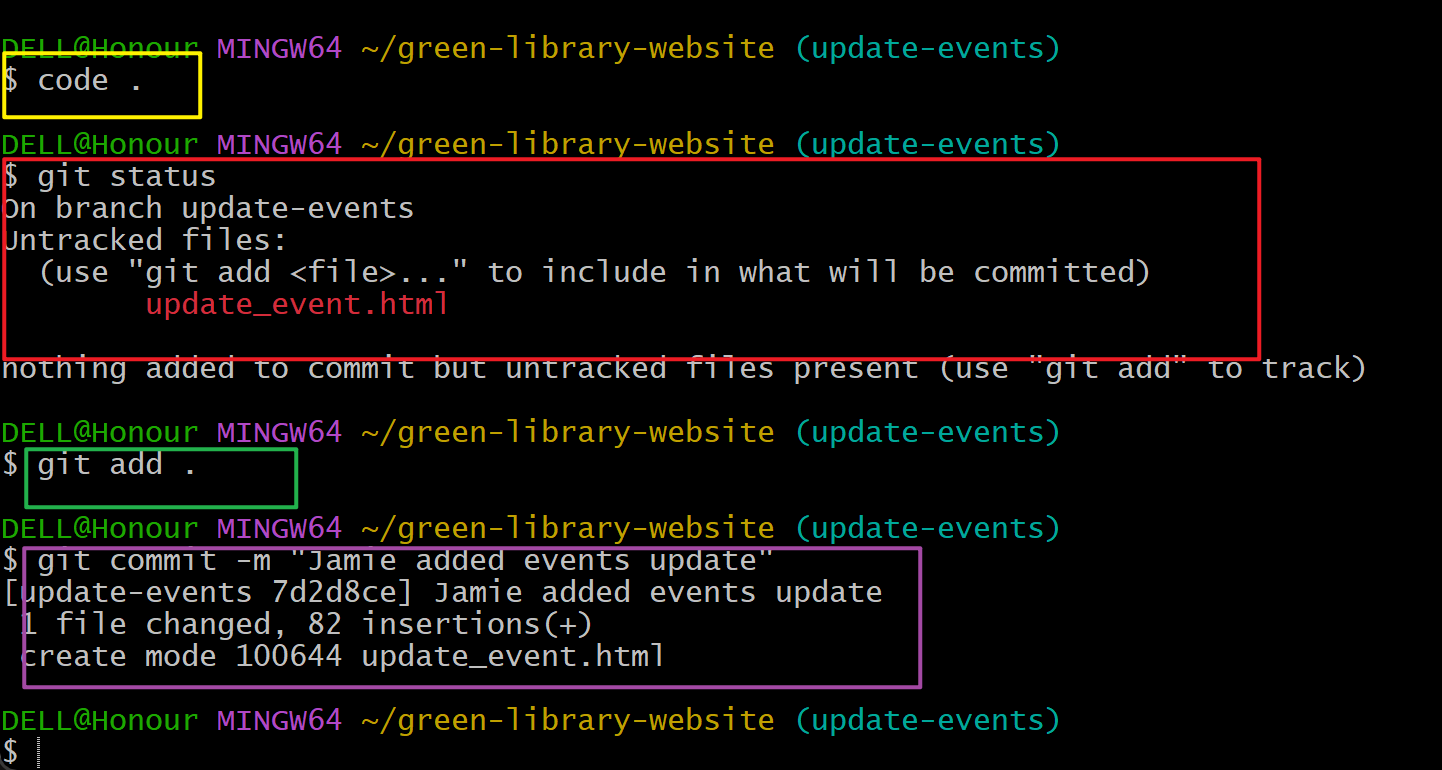 DELL@Honour MINGW64 ~/green-library-website (update-events)
$ code .
DELL@Honour MINGW64 ~/green-library-website (update-events)
$ git status
On branch update-events
Untracked files:
  (use "git add <file>..." to include in what will be committed)
        update_event.html
nothing added to commit but untracked files present (use "git add" to track)
DELL@Honour MINGW64 ~/green-library-website (update-events)
$ git add .
DELL@Honour MINGW64 ~/green-library-website (update-events)
$ git commit -m "Jamie added events update"
[update-events 7d2d8ce] Jamie added events update
 1 file changed, 82 insertions(+)
 create mode 100644 update_event.html
DELL@Honour MINGW64 ~/green-library-website (update-events)
$